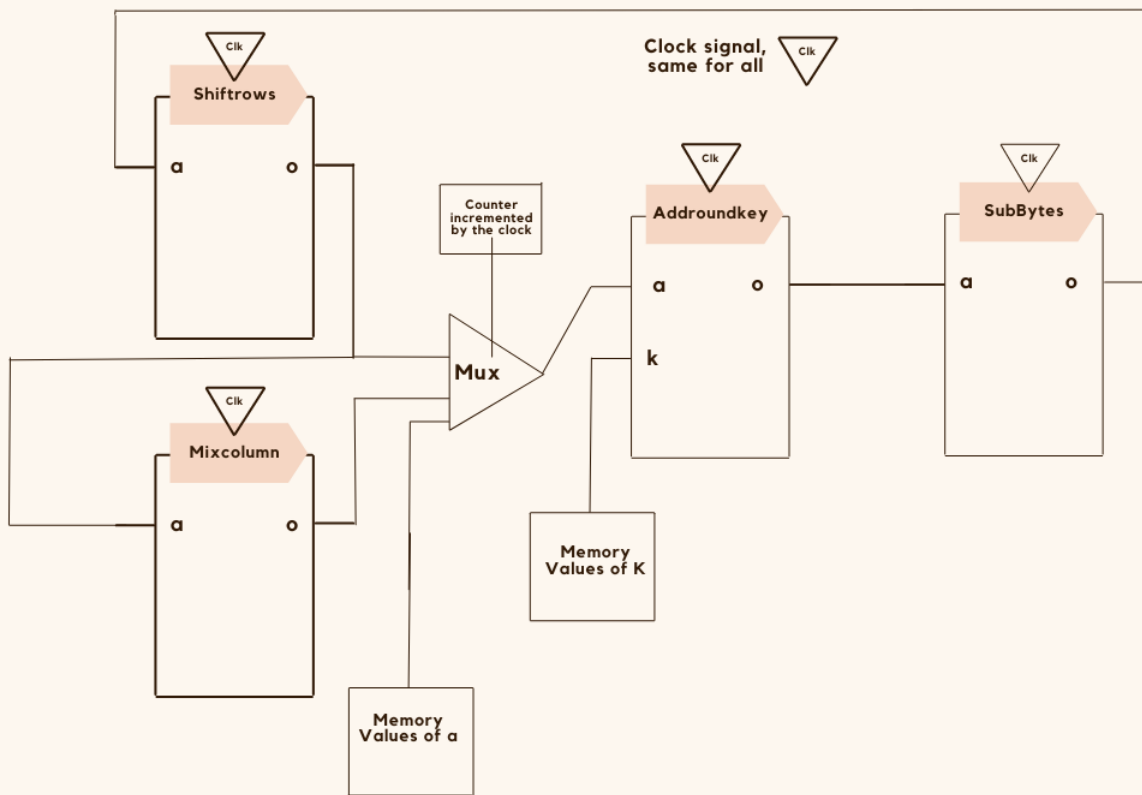 Clk
Shiftrows
a
o
Clock signal,
same for all
Clk
Clk
Addroundkey
a
o
k
Clk
SubBytes
a
o
Counter
incremented
by the clock
Mux
Clk
Mixcolumn
a
o
Memory
Values of K
Memory
Values of a